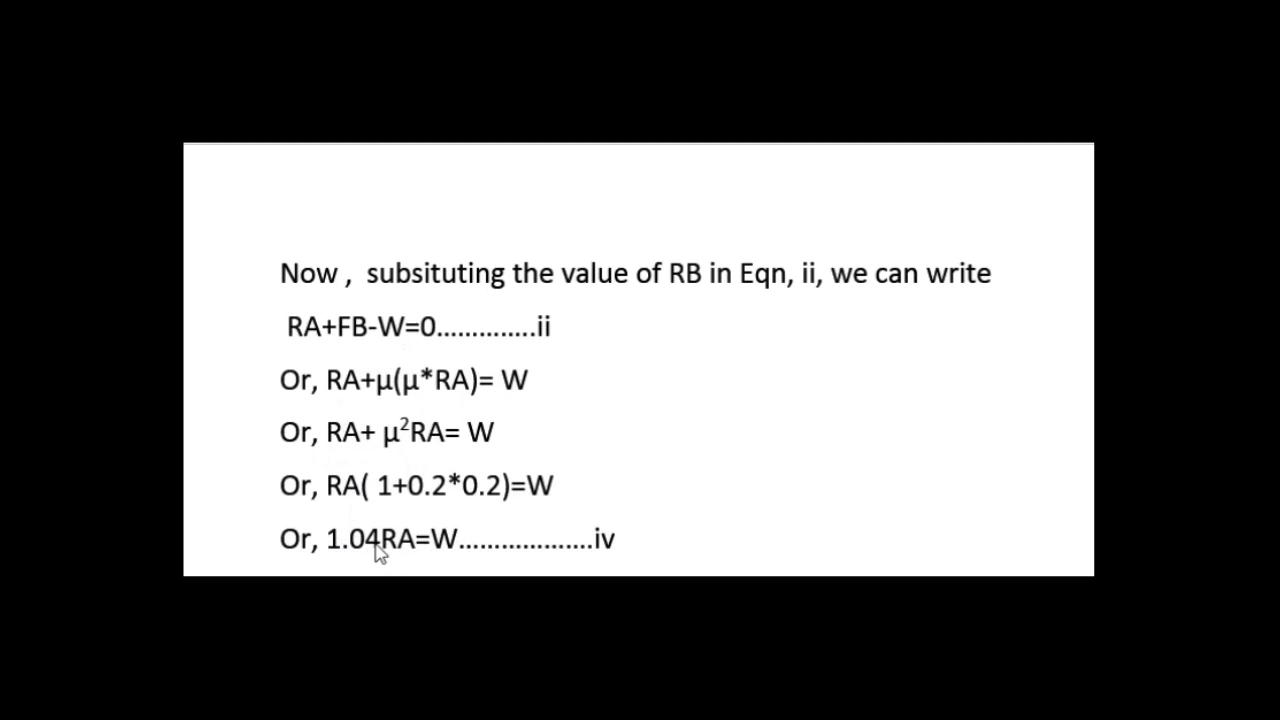 Now ,  subsituting the value of RB in Eqn, ii, we can write
RA+FB-W=0..............ii
Or, RA+µ(µ*RA)= W
Or, RA+ µ²RA= W
Or, RA( 1+0.2*0.2)=W
Or, 1.04RA=W...................iv